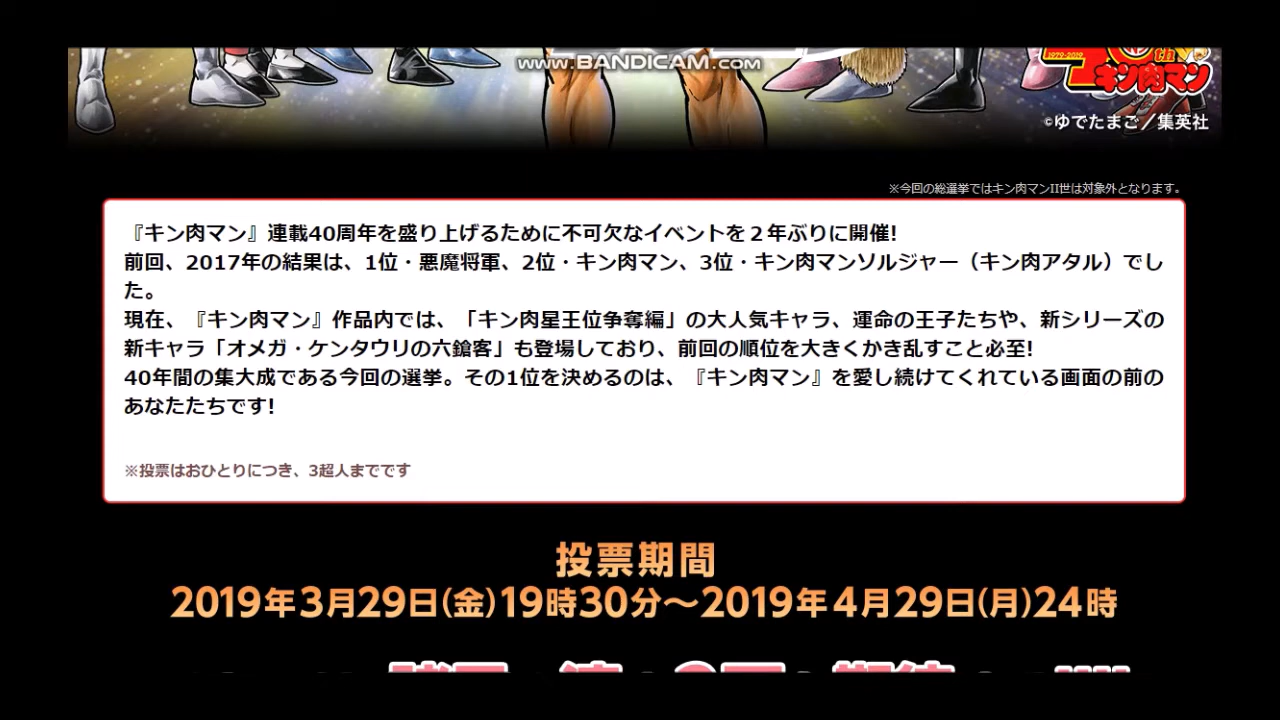 www.BANDICAM.com
1979-2019
th
キン肉マン
©ゆでたまご／集英社
※今回の総選挙ではキン肉マンII世は対象外となります。
『キン肉マン』連載40周年を盛り上げるために不可欠なイベントを２年ぶりに開催!
前回、2017年の結果は、1位・悪魔将軍、2位・キン肉マン、3位・キン肉マンソルジャー（キン肉アタル）でし
た。
現在、『キン肉マン』作品内では、「キン肉星王位争奪編」の大人気キャラ、運命の王子たちや、新シリーズの
新キャラ「オメガ・ケンタウリの六鎗客」も登場しており、前回の順位を大きくかき乱すこと必至!
40年間の集大成である今回の選挙。その1位を決めるのは、『キン肉マン』を愛し続けてくれている画面の前の
あなたたちです!
※投票はおひとりにつき、3超人までです
投票期間
2019年3月29日(金)19時30分～2019年4月29日(月)24時